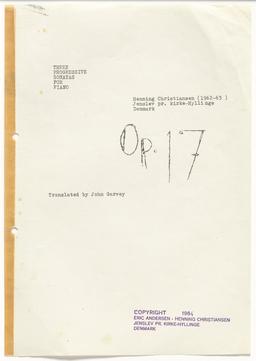 THREE
PROGRESSIVE
SONATAS
FOR
PIANO
Henning Christiansen (1962-63 )
Jenslev pr. kirke-Hyllinge
Denmark
Op. 17
Translated by John Garvey
COPYRIGHT 1964
ERIC ANDERSEN - HENNING CHRISTIANSEN
JENSLEV PR. KIRKE-HYLLINGE
DENMARK